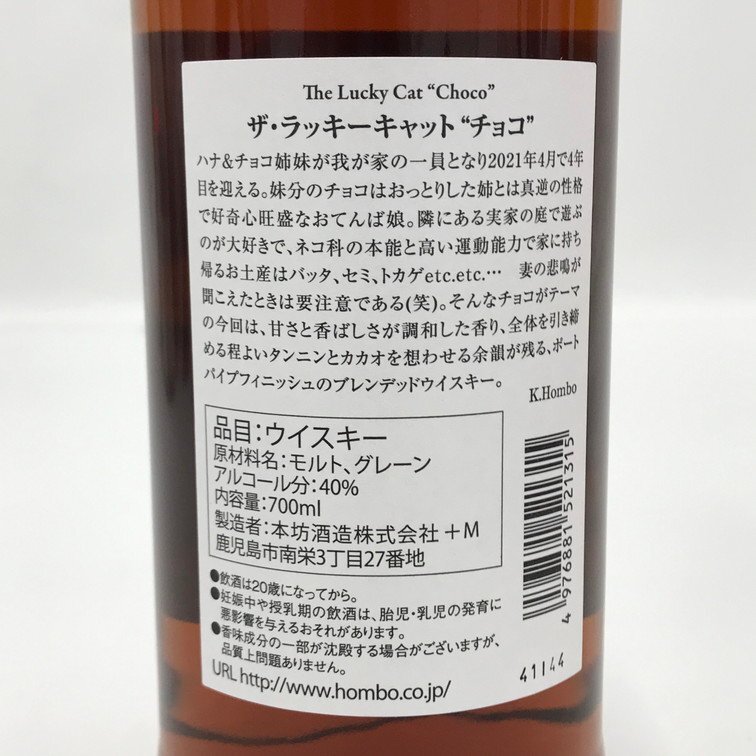 The Lucky Cat “Choco”
ザ・ラッキーキャット“チョコ”
ハナ&チョコ姉妹が我が家の一員となり2021年4月で4年
目を迎える。妹分のチョコはおっとりした姉とは真逆の性格
で好奇心旺盛なおてんば娘。隣にある実家の庭で遊ぶ
のが大好きで、ネコ科の本能と高い運動能力で家に持ち
帰るお土産はバッタ、セミ、トカゲetc.etc.… 妻の悲鳴が
聞こえたときは要注意である(笑)。そんなチョコがテーマ
の今回は、甘さと香ばしさが調和した香り、全体を引き締
める程よいタンニンとカカオを想わせる余韻が残る、ポート
パイプフィニッシュのブレンデッドウイスキー。
K.Hombo
品目:ウイスキー
原材料名:モルト、グレーン
アルコール分:40%
内容量:700ml
製造者:本坊酒造株式会社 +M
鹿児島市南栄3丁目27番地
●飲酒は20歳になってから。
●妊娠中や授乳期の飲酒は、胎児・乳児の発育に
悪影響を与えるおそれがあります。
●香味成分の一部が沈殿する場合がございますが、
品質上問題ありません。
URL http://www.hombo.co.jp/
4976881521315
41144